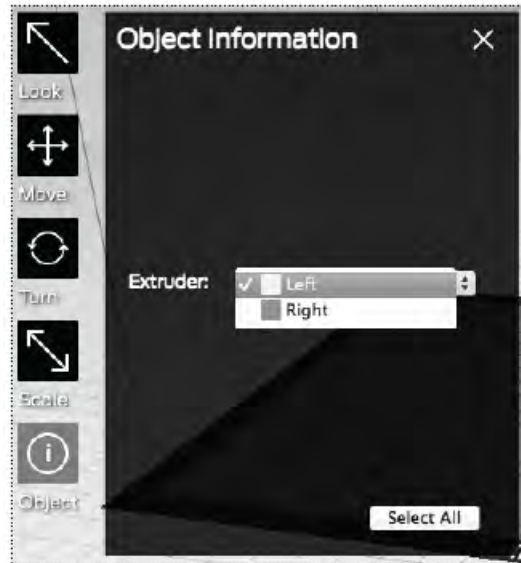 Look
Move
Turn
Scale
i
Object
Object Information
Extruder:
✓ Left
Right
Select All